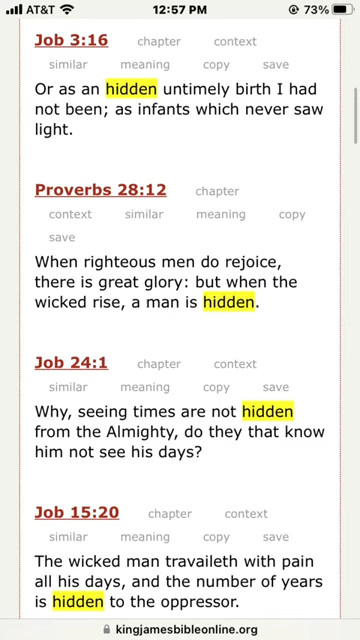 AT&T 12:57 PM 73%
Job 3:16 chapter context
similar meaning copy save
Or as an hidden untimely birth I had
not been; as infants which never saw
light.
Proverbs 28:12 chapter
context similar meaning copy
save
When righteous men do rejoice,
there is great glory: but when the
wicked rise, a man is hidden.
Job 24:1 chapter context
similar meaning copy save
Why, seeing times are not hidden
from the Almighty, do they that know
him not see his days?
Job 15:20 chapter context
similar meaning copy save
The wicked man travaileth with pain
all his days, and the number of years
is hidden to the oppressor.
kingjamesbibleonline.org